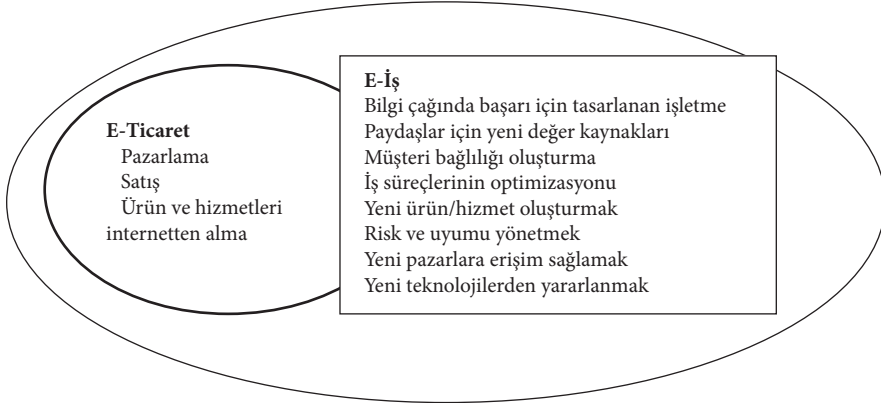 E-Ticaret
Pazarlama
Satış
Ürün ve hizmetleri
internetten alma
E-İş
Bilgi çağında başarı için tasarlanan işletme
Paydaşlar için yeni değer kaynakları
Müşteri bağlılığı oluşturma
İş süreçlerinin optimizasyonu
Yeni ürün/hizmet oluşturmak
Risk ve uyumu yönetmek
Yeni pazarlara erişim sağlamak
Yeni teknolojilerden yararlanmak